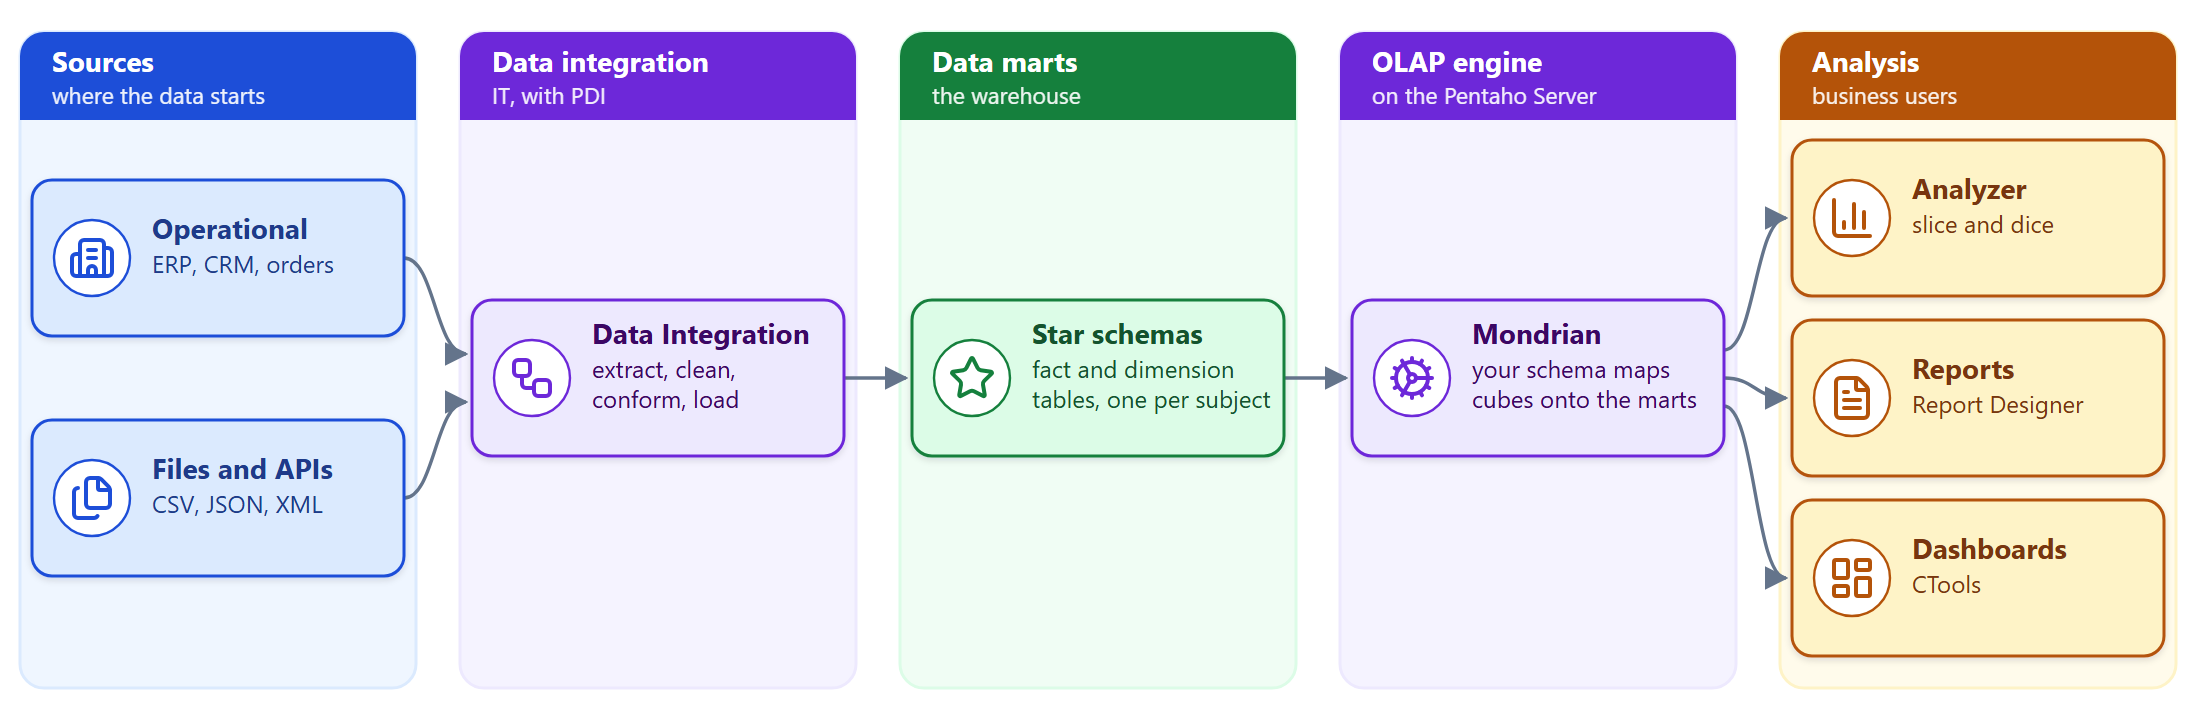 Sources
where the data starts
Operational
ERP, CRM, orders
Files and APIs
CSV, JSON, XML
Data integration
IT, with PDI
Data Integration
extract, clean,
conform, load
Data marts
the warehouse
Star schemas
fact and dimension
tables, one per subject
OLAP engine
on the Pentaho Server
Mondrian
your schema maps
cubes onto the marts
Analysis
business users
Analyzer
slice and dice
Reports
Report Designer
Dashboards
CTools